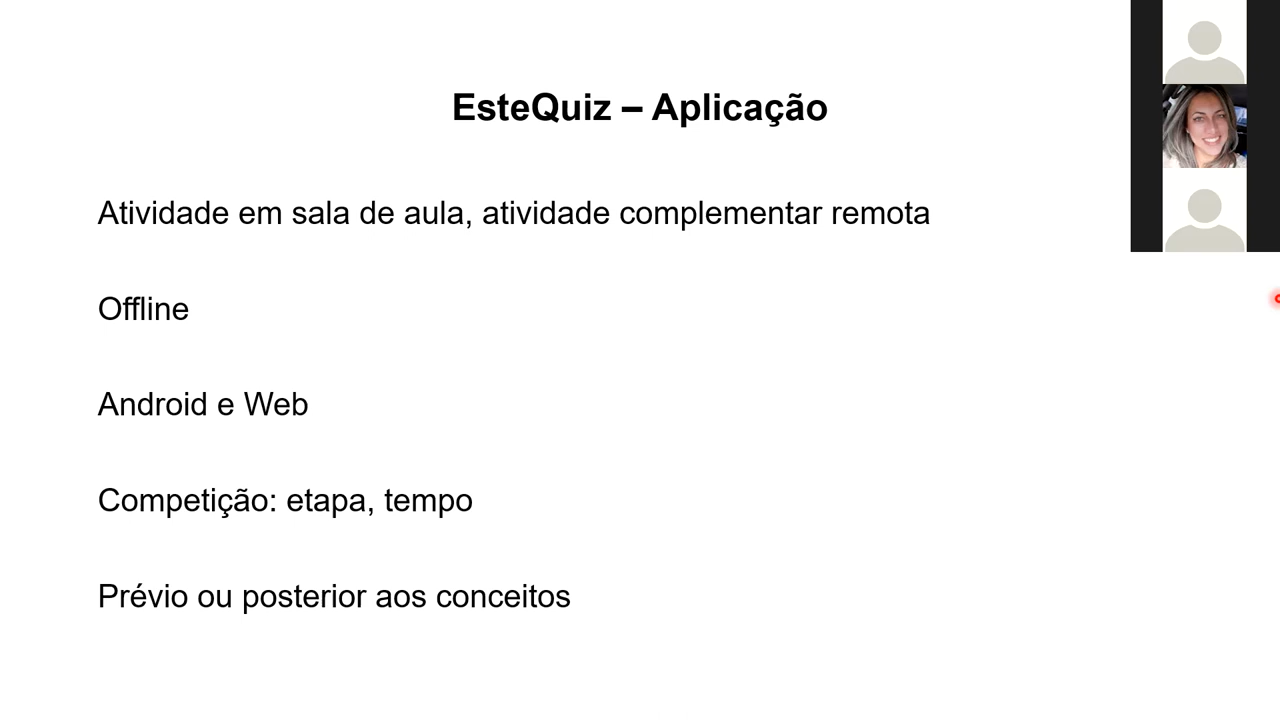 EsteQuiz – Aplicação
Atividade em sala de aula, atividade complementar remota
Offline
Android e Web
Competição: etapa, tempo
Prévio ou posterior aos conceitos